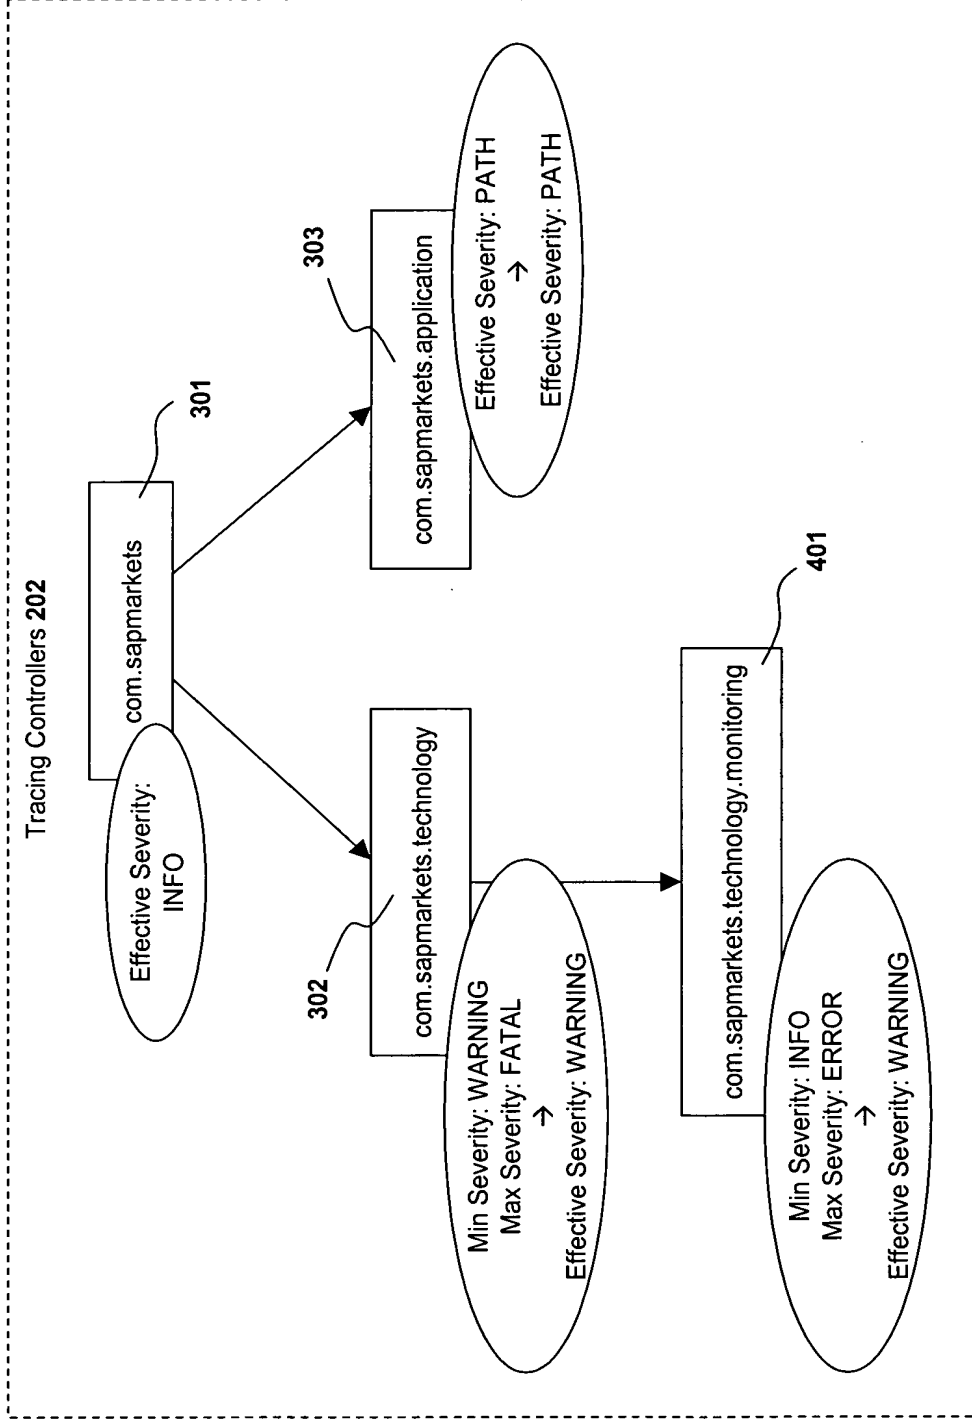 Tracing Controllers 202
com.sapmarkets
301
Effective Severity:
INFO
302
com.sapmarkets.technology
Min Severity: WARNING
Max Severity: FATAL
→
Effective Severity: WARNING
303
com.sapmarkets.application
Effective Severity: PATH
→
Effective Severity: PATH
401
com.sapmarkets.technology.monitoring
Min Severity: INFO
Max Severity: ERROR
→
Effective Severity: WARNING